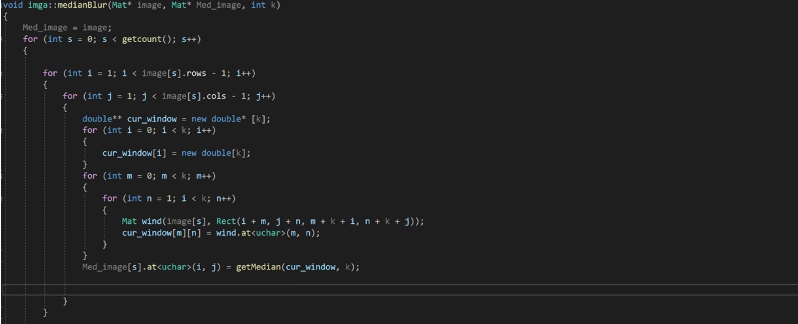 void imga::medianBlur(Mat* image, Mat* Med_image, int k)
{
Med_image = image;
for (int s = 0; s < getcount(); s++)
{
for (int i = 1; i < image[s].rows - 1; i++)
{
for (int j = 1; j < image[s].cols - 1; j++)
{
double** cur_window = new double* [k];
for (int i = 0; i < k; i++)
{
cur_window[i] = new double[k];
}
for (int m = 0; m < k; m++)
{
for (int n = 1; i < k; n++)
{
Mat wind(image[s], Rect(i + m, j + n, m + k + i, n + k + j));
cur_window[m][n] = wind.at<uchar>(m, n);
}
}
Med_image[s].at<uchar>(i, j) = getMedian(cur_window, k);
}
}